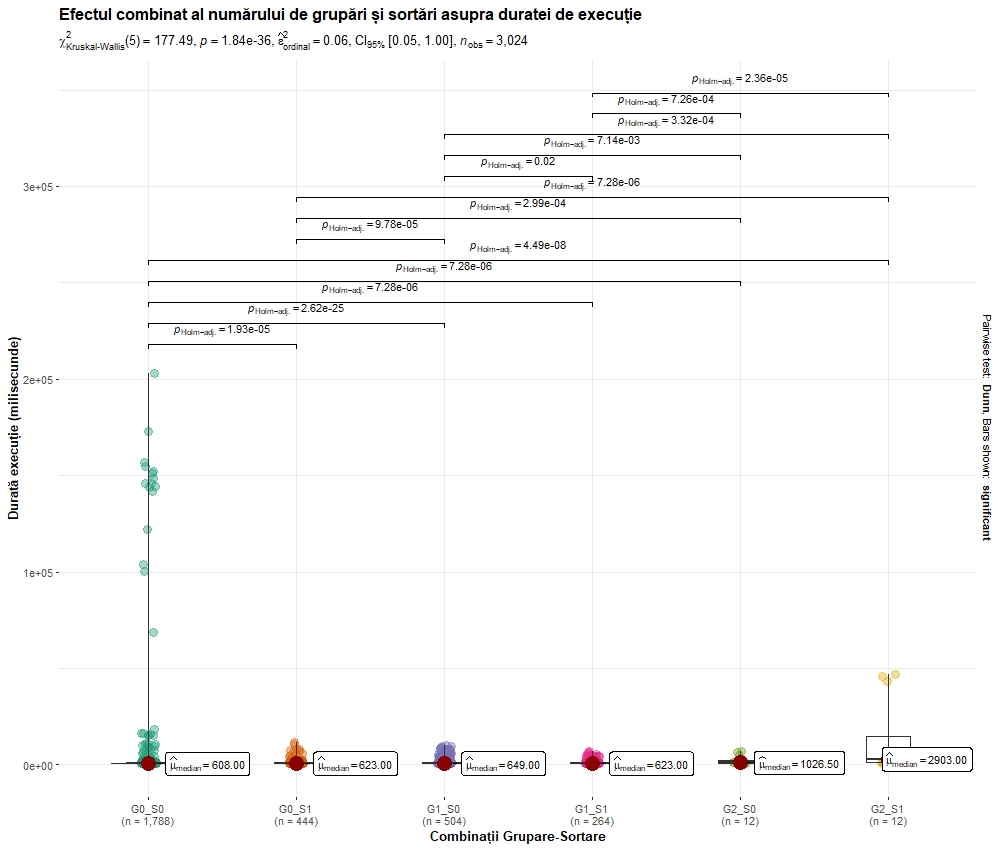 Efectul combinat al numărului de grupări și sortări asupra duratei de execuție
χ²Kruskal-Wallis(5) = 177.49, p = 1.84e-36, ε̂²ordinal = 0.06, CI95% [0.05, 1.00], nobs = 3,024
pHolm−adj. = 2.36e-05
pHolm−adj. = 7.26e-04
pHolm−adj. = 3.32e-04
pHolm−adj. = 7.14e-03
pHolm−adj. = 0.02
pHolm−adj. = 7.28e-06
pHolm−adj. = 2.99e-04
pHolm−adj. = 9.78e-05
pHolm−adj. = 4.49e-08
pHolm−adj. = 7.28e-06
pHolm−adj. = 7.28e-06
pHolm−adj. = 2.62e-25
pHolm−adj. = 1.93e-05
Durată execuție (milisecunde)
3e+05
2e+05
1e+05
0e+00
μ̂median = 608.00
μ̂median = 623.00
μ̂median = 649.00
μ̂median = 623.00
μ̂median = 1026.50
μ̂median = 2903.00
G0_S0
(n = 1,788)
G0_S1
(n = 444)
G1_S0
(n = 504)
G1_S1
(n = 264)
G2_S0
(n = 12)
G2_S1
(n = 12)
Combinații Grupare-Sortare
Pairwise test: Dunn, Bars shown: significant